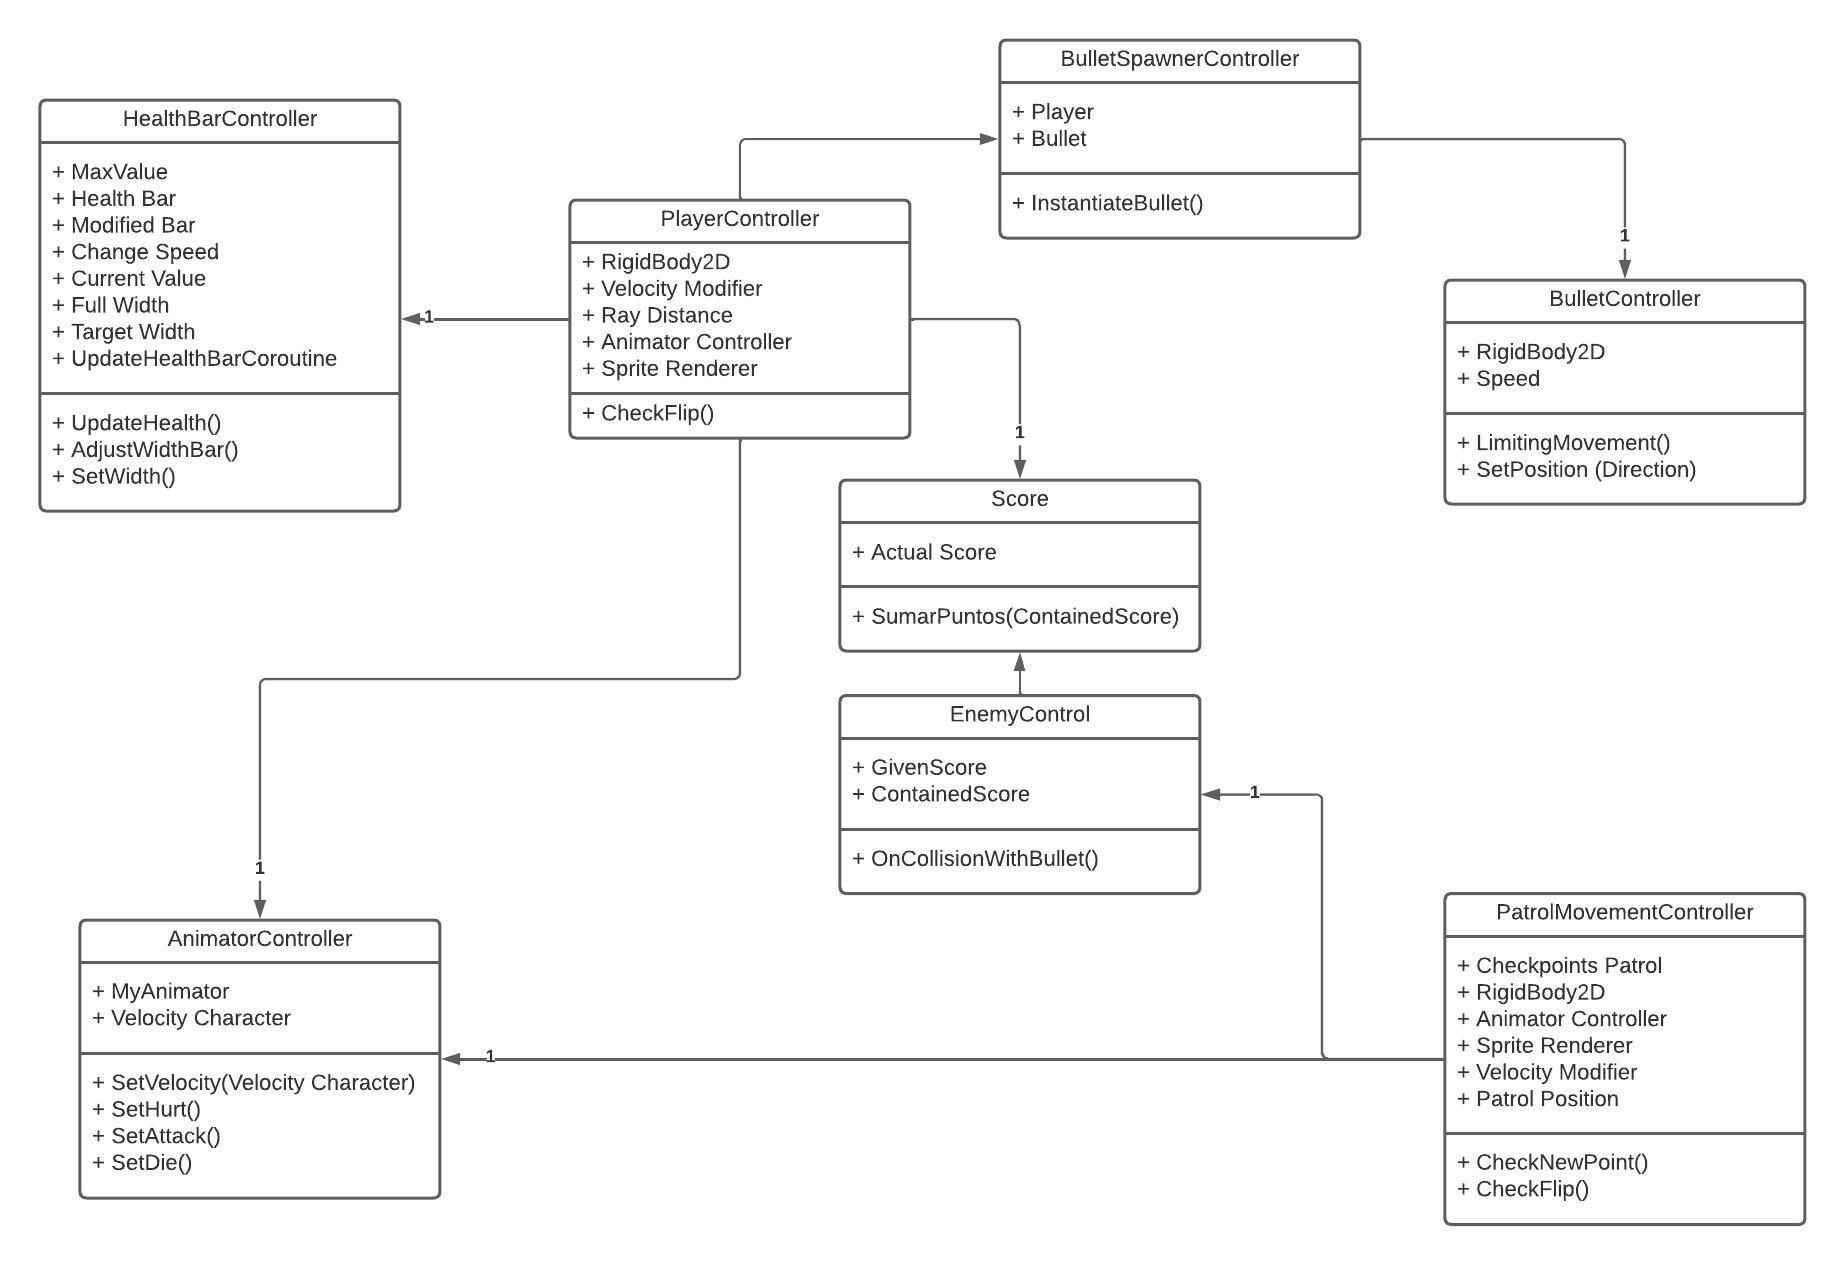 BulletSpawnerController
+ Player
+ Bullet
+ InstantiateBullet()
HealthBarController
+ MaxValue
+ Health Bar
+ Modified Bar
+ Change Speed
+ Current Value
+ Full Width
+ Target Width
+ UpdateHealthBarCoroutine
+ UpdateHealth()
+ AdjustWidthBar()
+ SetWidth()
1
PlayerController
+ RigidBody2D
+ Velocity Modifier
+ Ray Distance
+ Animator Controller
+ Sprite Renderer
+ CheckFlip()
1
BulletController
+ RigidBody2D
+ Speed
+ LimitingMovement()
+ SetPosition (Direction)
1
Score
+ Actual Score
+ SumarPuntos(ContainedScore)
EnemyControl
+ GivenScore
+ ContainedScore
+ OnCollisionWithBullet()
1
1
AnimatorController
+ MyAnimator
+ Velocity Character
+ SetVelocity(Velocity Character)
+ SetHurt()
+ SetAttack()
+ SetDie()
1
PatrolMovementController
+ Checkpoints Patrol
+ RigidBody2D
+ Animator Controller
+ Sprite Renderer
+ Velocity Modifier
+ Patrol Position
+ CheckNewPoint()
+ CheckFlip()